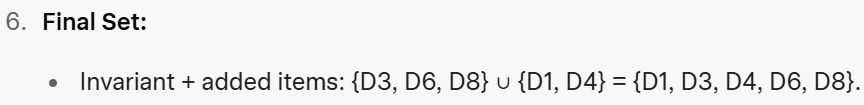 6. Final Set:
• Invariant + added items: {D3, D6, D8} ∪ {D1, D4} = {D1, D3, D4, D6, D8}.